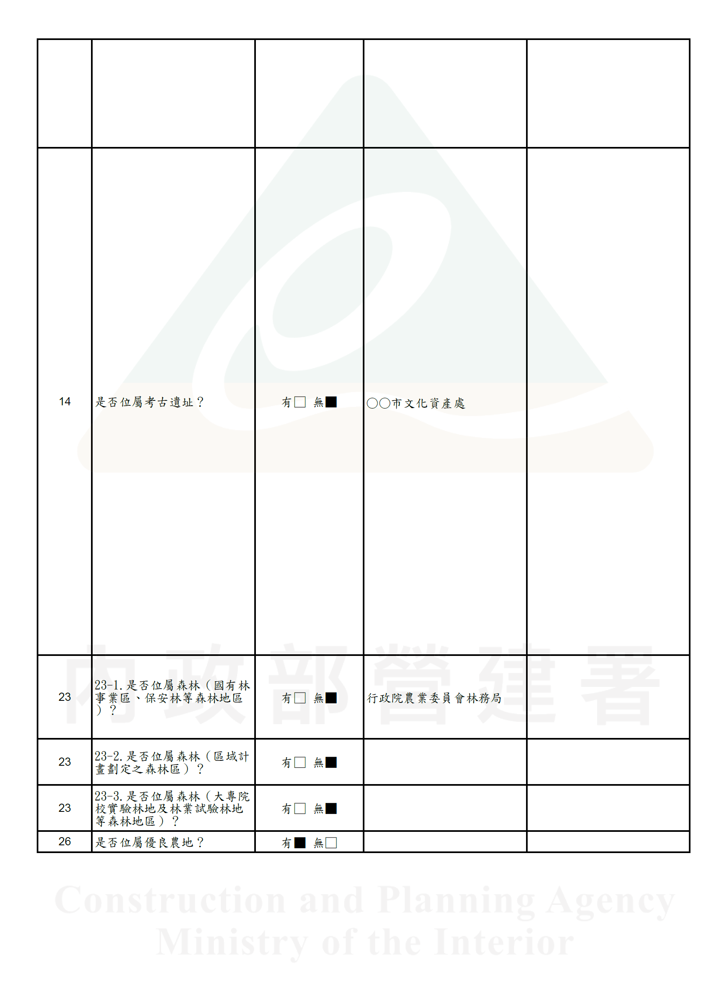 14 是否位屬考古遺址？ 有□ 無■ ○○市文化資產處
23-1.是否位屬森林（國有林
23 事業區、保安林等森林地區 有□ 無■ 行政院農業委員會林務局
）？
23-2.是否位屬森林（區域計
23 畫劃定之森林區）？ 有□ 無■
23-3.是否位屬森林（大專院
23 校實驗林地及林業試驗林地 有□ 無■
等森林地區）？
26 是否位屬優良農地？ 有■ 無□
內政部營建署
Construction and Planning Agency
Ministry of the Interior